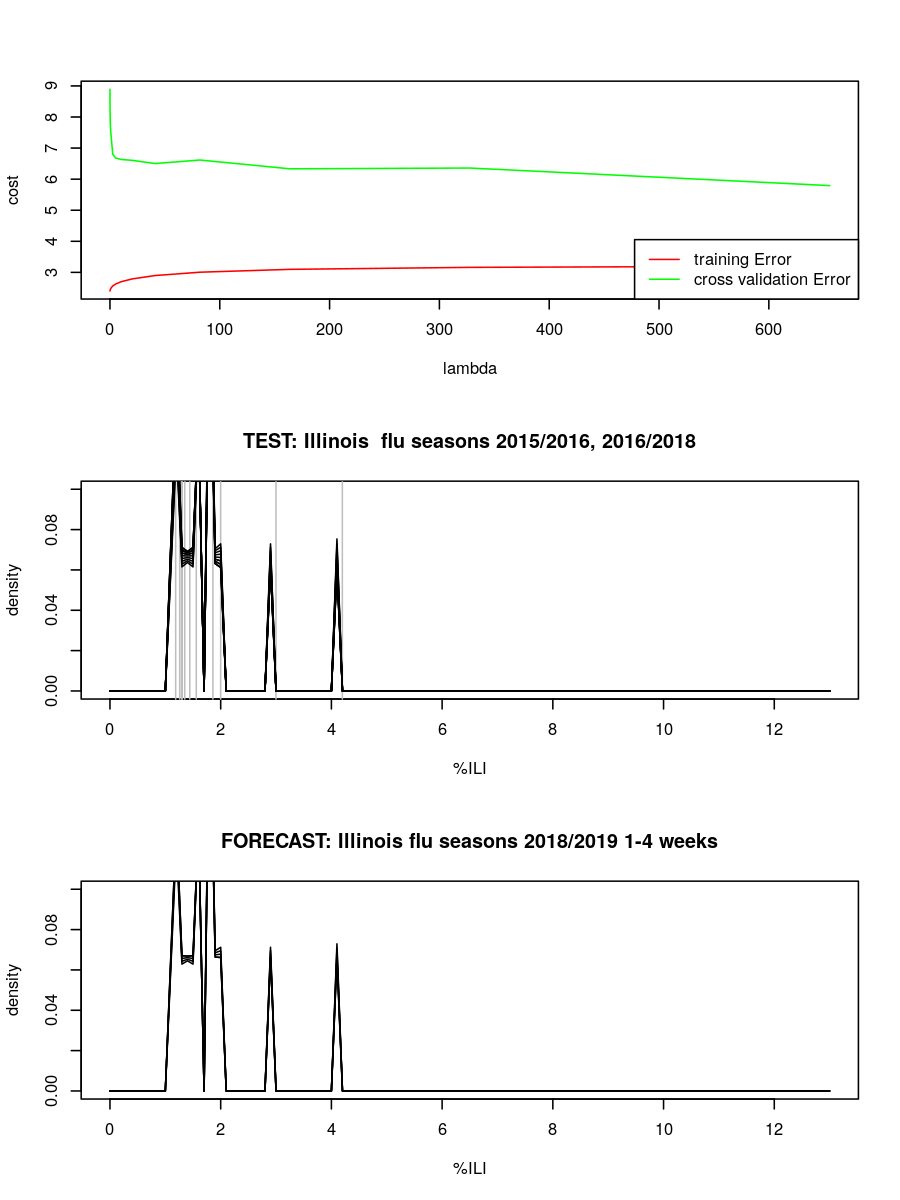 9
8
7
6
5
4
3
cost
training Error
cross validation Error
0 100 200 300 400 500 600
lambda
TEST: Illinois  flu seasons 2015/2016, 2016/2018
0.08
0.04
0.00
density
0 2 4 6 8 10 12
%ILI
FORECAST: Illinois flu seasons 2018/2019 1-4 weeks
0.08
0.04
0.00
density
0 2 4 6 8 10 12
%ILI